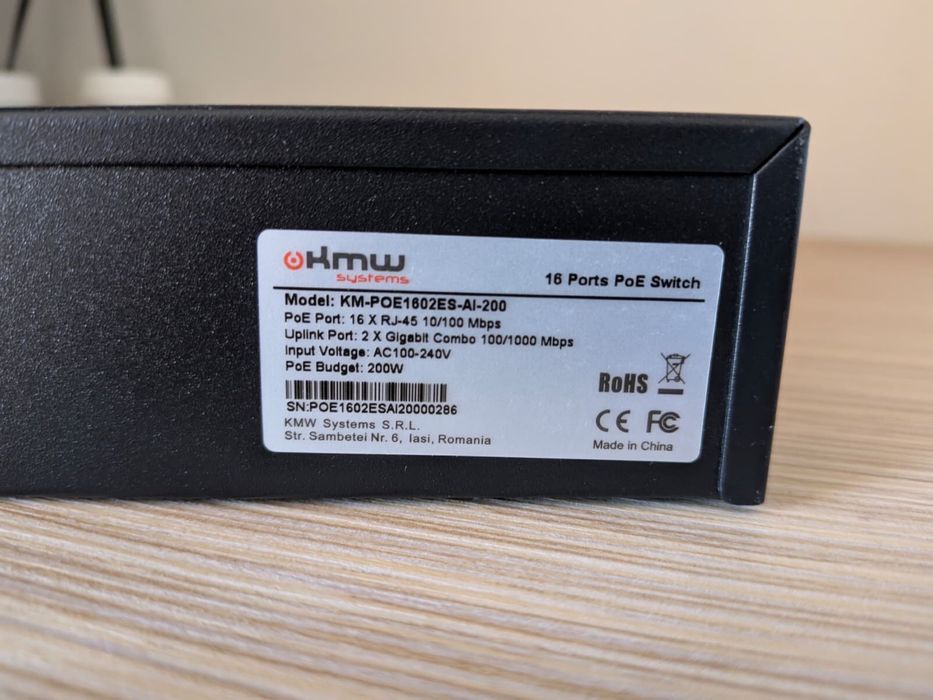 kmw
systems
16 Ports PoE Switch
Model: KM-POE1602ES-AI-200
PoE Port: 16 X RJ-45 10/100 Mbps
Uplink Port: 2 X Gigabit Combo 100/1000 Mbps
Input Voltage: AC100-240V
PoE Budget: 200W
SN:POE1602ESAI20000286
KMW Systems S.R.L.
Str. Sambetei Nr. 6, Iasi, Romania
RoHS
CE FC
Made in China